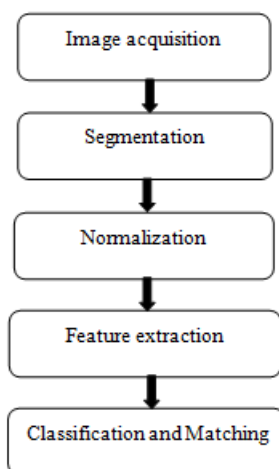 Image acquisition
Segmentation
Normalization
Feature extraction
Classification and Matching